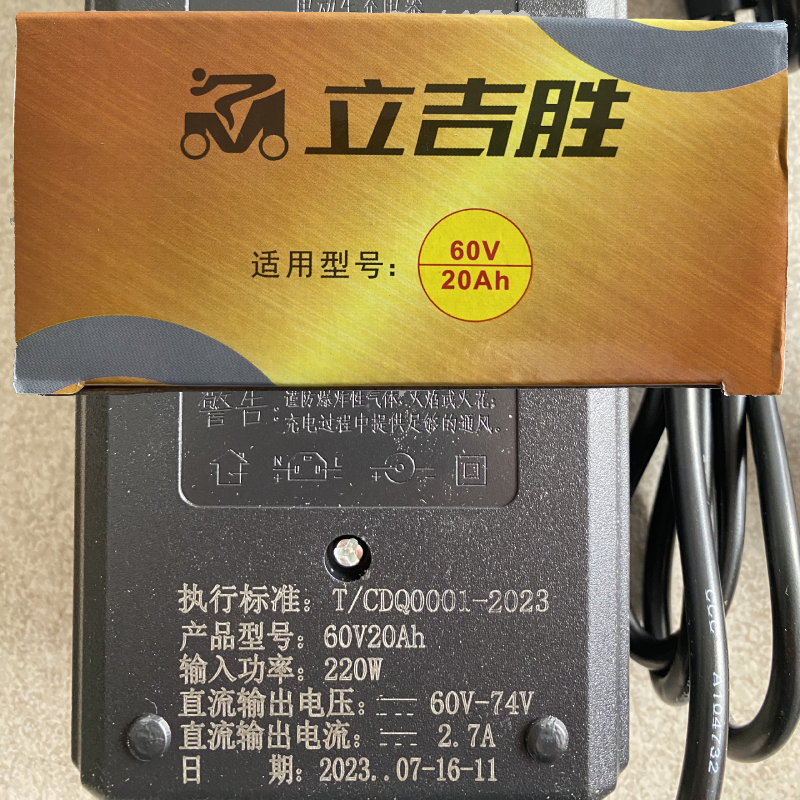 立吉胜
适用型号：
60V
20Ah
警告：
谨防爆炸性气体，火焰或火花；
充电过程中提供足够的通风。
N
L
执行标准：T/CDQ0001-2023
产品型号：60V20Ah
输入功率：220W
直流输出电压：60V-74V
直流输出电流：2.7A
日 期：2023..07-16-11
CCC A104732